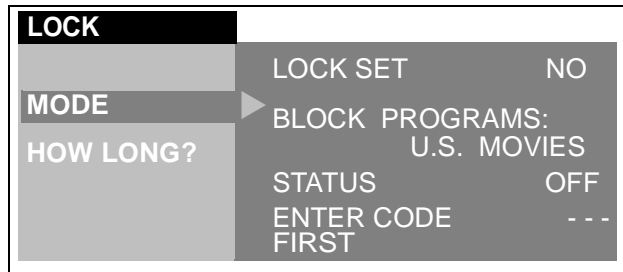 LOCK
MODE
HOW LONG?
LOCK SET NO
BLOCK PROGRAMS:
U.S. MOVIES
STATUS OFF
ENTER CODE - - -
FIRST